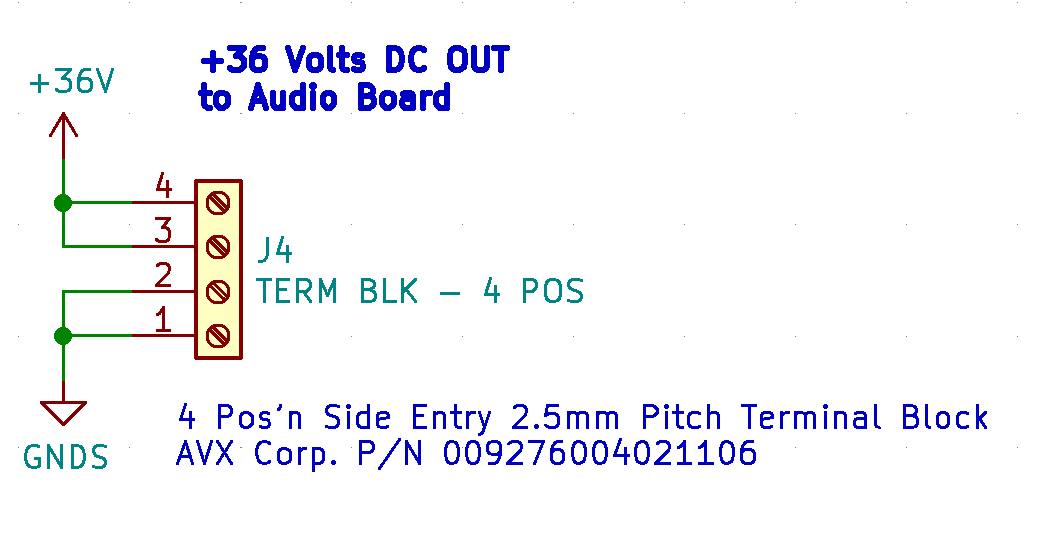 +36 Volts DC OUT
to Audio Board
+36V
4
3
2
1
J4
TERM BLK – 4 POS
4 Pos'n Side Entry 2.5mm Pitch Terminal Block
AVX Corp. P/N 009276004021106
GNDS